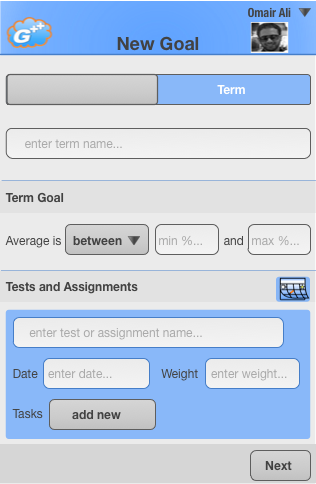 Omair Ali
G++
New Goal
Term
enter term name...
Term Goal
Average is between min %... and max %...
Tests and Assignments
enter test or assignment name...
Date enter date... Weight enter weight...
Tasks add new
Next